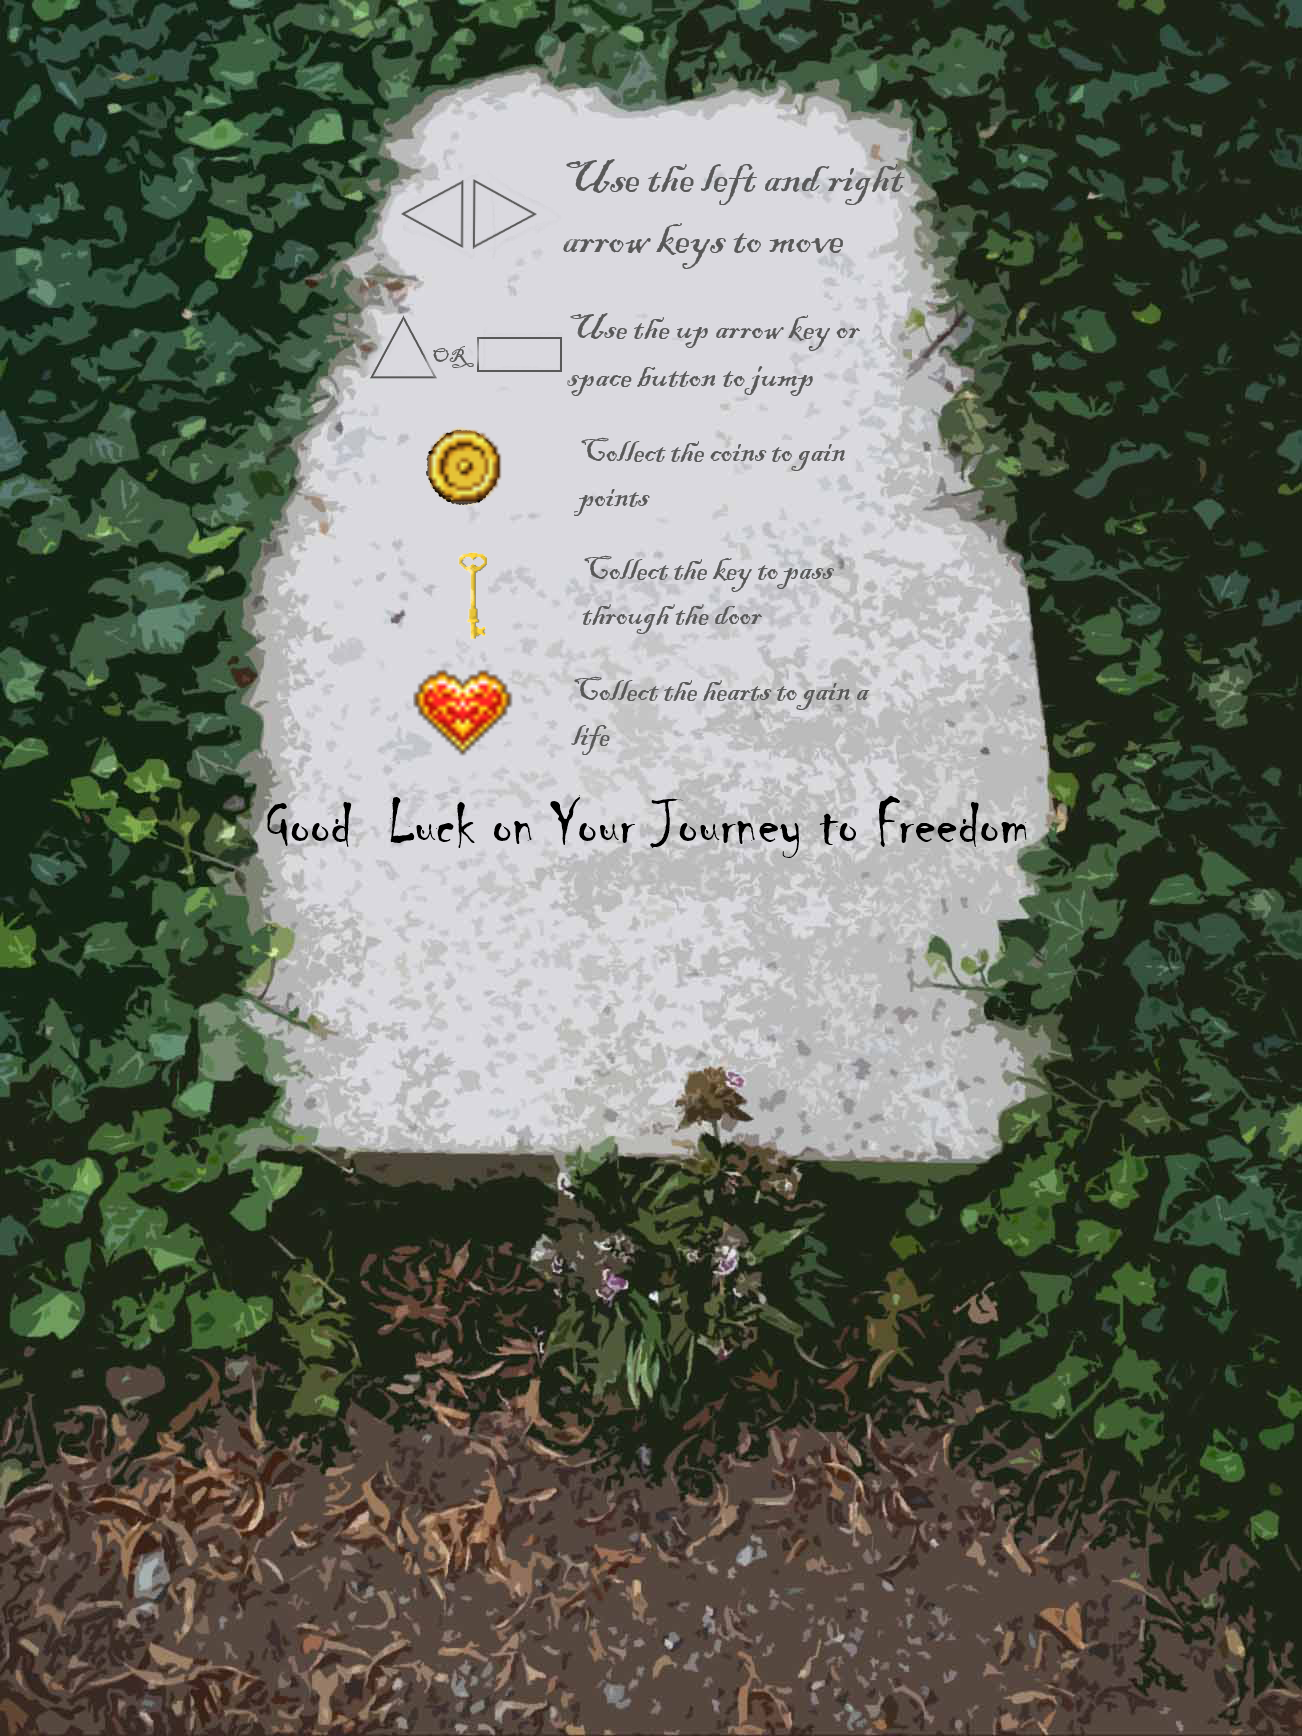 Use the left and right
arrow keys to move
OR
Use the up arrow key or
space button to jump
Collect the coins to gain
points
Collect the key to pass
through the door
Collect the hearts to gain a
life
Good Luck on Your Journey to Freedom